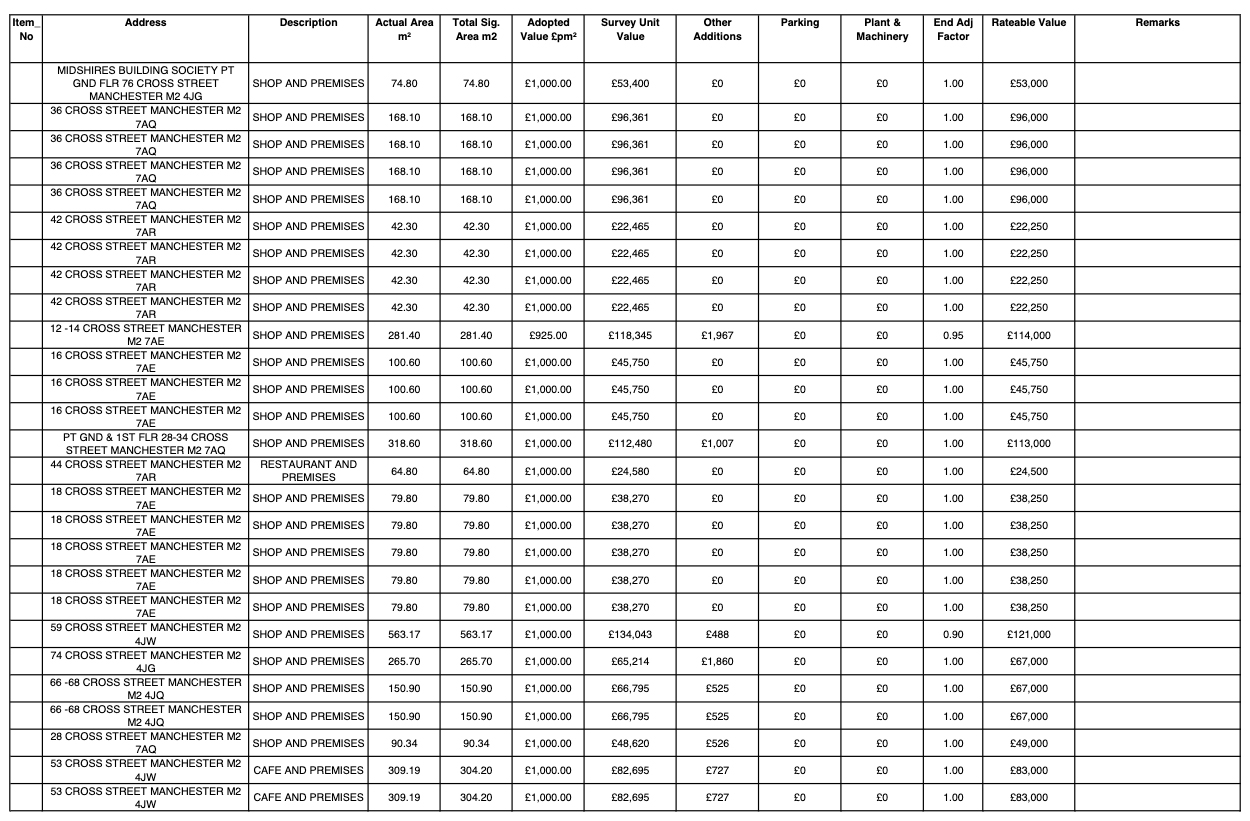 Item_ Address Description Actual Area Total Sig. Adopted Survey Unit Other Parking Plant & End Adj Rateable Value Remarks
No m² Area m2 Value £pm² Value Additions Machinery Factor
MIDSHIRES BUILDING SOCIETY PT
GND FLR 76 CROSS STREET SHOP AND PREMISES 74.80 74.80 £1,000.00 £53,400 £0 £0 £0 1.00 £53,000
MANCHESTER M2 4JG
36 CROSS STREET MANCHESTER M2 SHOP AND PREMISES 168.10 168.10 £1,000.00 £96,361 £0 £0 £0 1.00 £96,000
7AQ
36 CROSS STREET MANCHESTER M2 SHOP AND PREMISES 168.10 168.10 £1,000.00 £96,361 £0 £0 £0 1.00 £96,000
7AQ
36 CROSS STREET MANCHESTER M2 SHOP AND PREMISES 168.10 168.10 £1,000.00 £96,361 £0 £0 £0 1.00 £96,000
7AQ
36 CROSS STREET MANCHESTER M2 SHOP AND PREMISES 168.10 168.10 £1,000.00 £96,361 £0 £0 £0 1.00 £96,000
7AQ
42 CROSS STREET MANCHESTER M2 SHOP AND PREMISES 42.30 42.30 £1,000.00 £22,465 £0 £0 £0 1.00 £22,250
7AR
42 CROSS STREET MANCHESTER M2 SHOP AND PREMISES 42.30 42.30 £1,000.00 £22,465 £0 £0 £0 1.00 £22,250
7AR
42 CROSS STREET MANCHESTER M2 SHOP AND PREMISES 42.30 42.30 £1,000.00 £22,465 £0 £0 £0 1.00 £22,250
7AR
42 CROSS STREET MANCHESTER M2 SHOP AND PREMISES 42.30 42.30 £1,000.00 £22,465 £0 £0 £0 1.00 £22,250
7AR
12 -14 CROSS STREET MANCHESTER SHOP AND PREMISES 281.40 281.40 £925.00 £118,345 £1,967 £0 £0 0.95 £114,000
M2 7AE
16 CROSS STREET MANCHESTER M2 SHOP AND PREMISES 100.60 100.60 £1,000.00 £45,750 £0 £0 £0 1.00 £45,750
7AE
16 CROSS STREET MANCHESTER M2 SHOP AND PREMISES 100.60 100.60 £1,000.00 £45,750 £0 £0 £0 1.00 £45,750
7AE
16 CROSS STREET MANCHESTER M2 SHOP AND PREMISES 100.60 100.60 £1,000.00 £45,750 £0 £0 £0 1.00 £45,750
7AE
PT GND & 1ST FLR 28-34 CROSS SHOP AND PREMISES 318.60 318.60 £1,000.00 £112,480 £1,007 £0 £0 1.00 £113,000
STREET MANCHESTER M2 7AQ
44 CROSS STREET MANCHESTER M2 RESTAURANT AND 64.80 64.80 £1,000.00 £24,580 £0 £0 £0 1.00 £24,500
7AR PREMISES
18 CROSS STREET MANCHESTER M2 SHOP AND PREMISES 79.80 79.80 £1,000.00 £38,270 £0 £0 £0 1.00 £38,250
7AE
18 CROSS STREET MANCHESTER M2 SHOP AND PREMISES 79.80 79.80 £1,000.00 £38,270 £0 £0 £0 1.00 £38,250
7AE
18 CROSS STREET MANCHESTER M2 SHOP AND PREMISES 79.80 79.80 £1,000.00 £38,270 £0 £0 £0 1.00 £38,250
7AE
18 CROSS STREET MANCHESTER M2 SHOP AND PREMISES 79.80 79.80 £1,000.00 £38,270 £0 £0 £0 1.00 £38,250
7AE
18 CROSS STREET MANCHESTER M2 SHOP AND PREMISES 79.80 79.80 £1,000.00 £38,270 £0 £0 £0 1.00 £38,250
7AE
59 CROSS STREET MANCHESTER M2 SHOP AND PREMISES 563.17 563.17 £1,000.00 £134,043 £488 £0 £0 0.90 £121,000
4JW
74 CROSS STREET MANCHESTER M2 SHOP AND PREMISES 265.70 265.70 £1,000.00 £65,214 £1,860 £0 £0 1.00 £67,000
4JG
66 -68 CROSS STREET MANCHESTER SHOP AND PREMISES 150.90 150.90 £1,000.00 £66,795 £525 £0 £0 1.00 £67,000
M2 4JQ
66 -68 CROSS STREET MANCHESTER SHOP AND PREMISES 150.90 150.90 £1,000.00 £66,795 £525 £0 £0 1.00 £67,000
M2 4JQ
28 CROSS STREET MANCHESTER M2 SHOP AND PREMISES 90.34 90.34 £1,000.00 £48,620 £526 £0 £0 1.00 £49,000
7AQ
53 CROSS STREET MANCHESTER M2 CAFE AND PREMISES 309.19 304.20 £1,000.00 £82,695 £727 £0 £0 1.00 £83,000
4JW
53 CROSS STREET MANCHESTER M2 CAFE AND PREMISES 309.19 304.20 £1,000.00 £82,695 £727 £0 £0 1.00 £83,000
4JW